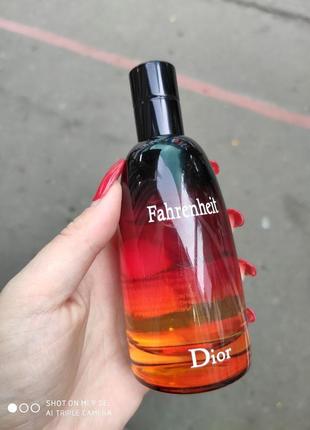 Fahrenheit
Dior
SHOT ON MI 9 SE
AI TRIPLE CAMERA